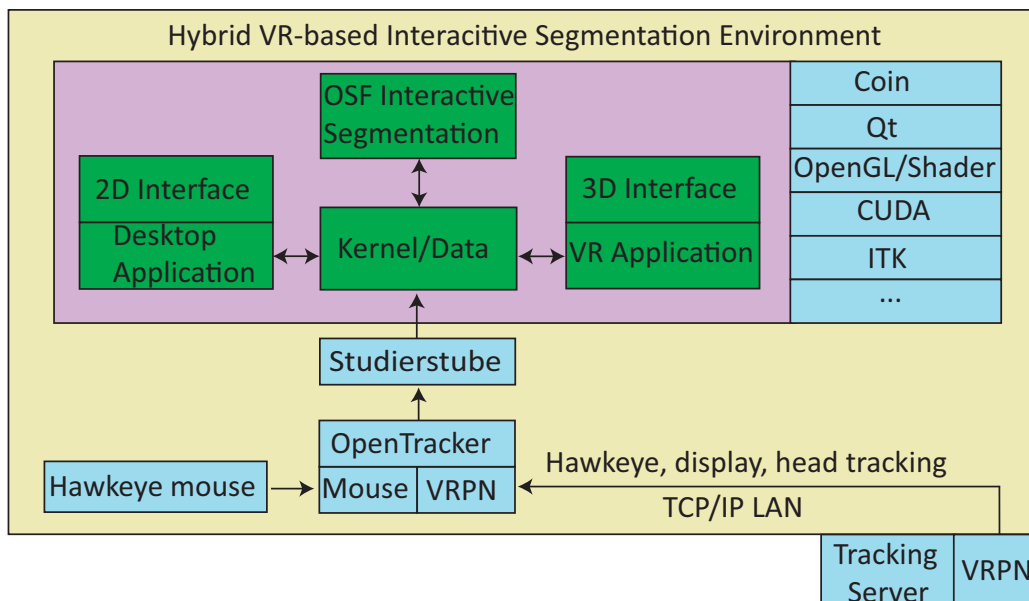 Hybrid VR-based Interacitive Segmentation Environment
OSF Interactive
Segmentation
2D Interface
Desktop
Application
Kernel/Data
3D Interface
VR Application
Coin
Qt
OpenGL/Shader
CUDA
ITK
...
Studierstube
OpenTracker
Mouse
VRPN
Hawkeye mouse
Hawkeye, display, head tracking
TCP/IP LAN
Tracking
Server
VRPN